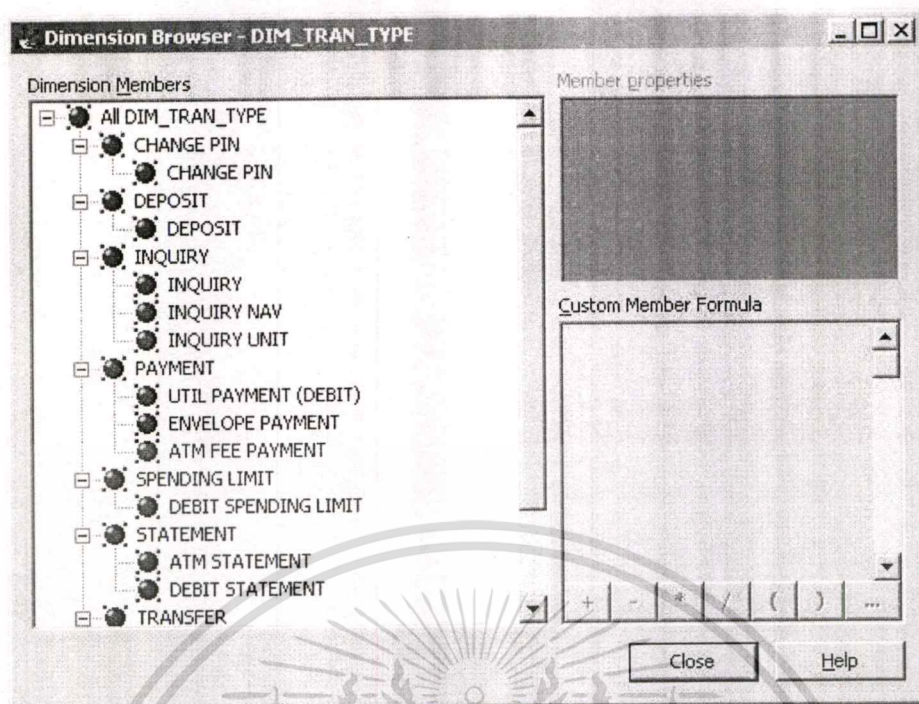 Dimension Browser - DIM_TRAN_TYPE
Dimension Members
All DIM_TRAN_TYPE
CHANGE PIN
CHANGE PIN
DEPOSIT
DEPOSIT
INQUIRY
INQUIRY
INQUIRY NAV
INQUIRY UNIT
PAYMENT
UTIL PAYMENT (DEBIT)
ENVELOPE PAYMENT
ATM FEE PAYMENT
SPENDING LIMIT
DEBIT SPENDING LIMIT
STATEMENT
ATM STATEMENT
DEBIT STATEMENT
TRANSFER
Member properties
Custom Member Formula
+ - * / ( ) ...
Close Help